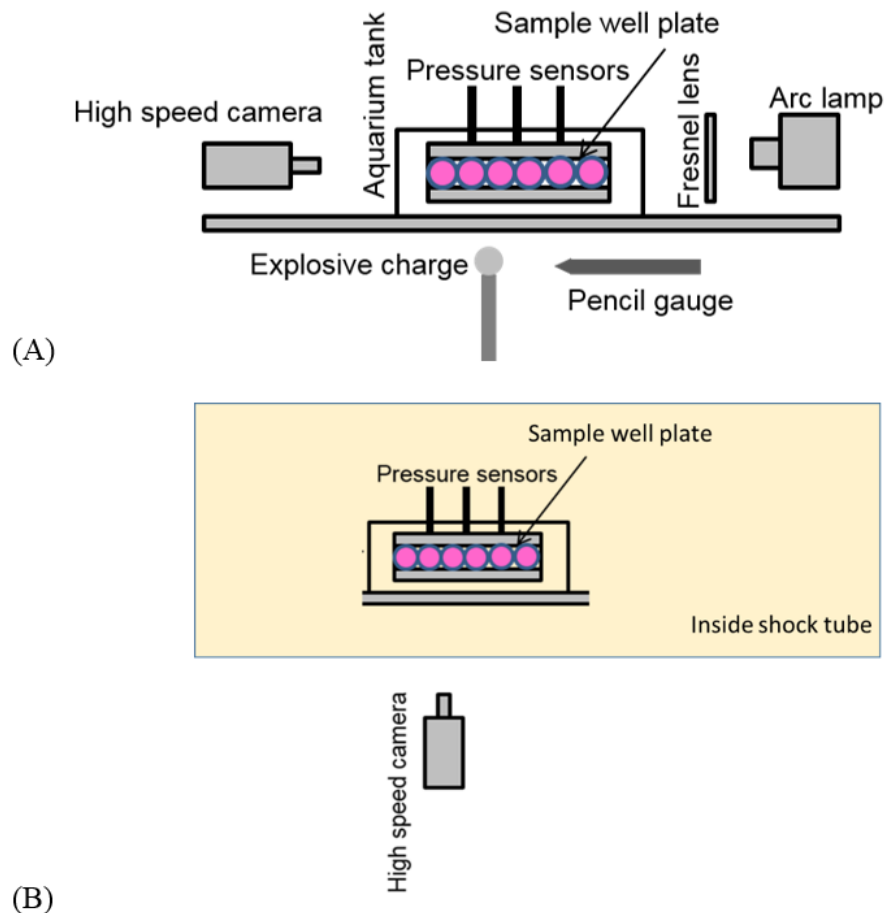 Sample well plate
Pressure sensors
Aquarium tank
High speed camera
Fresnel lens
Arc lamp
Explosive charge
Pencil gauge
(A)
Sample well plate
Pressure sensors
Inside shock tube
High speed camera
(B)